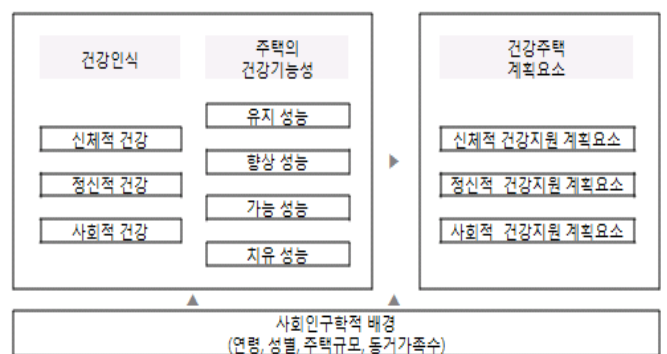 건강인식
주택의
건강기능성
건강주택
계획요소
신체적 건강
정신적 건강
사회적 건강
유지 성능
향상 성능
가능 성능
치유 성능
신체적 건강지원 계획요소
정신적 건강지원 계획요소
사회적 건강지원 계획요소
사회인구학적 배경
(연령, 성별, 주택규모, 동거가족수)